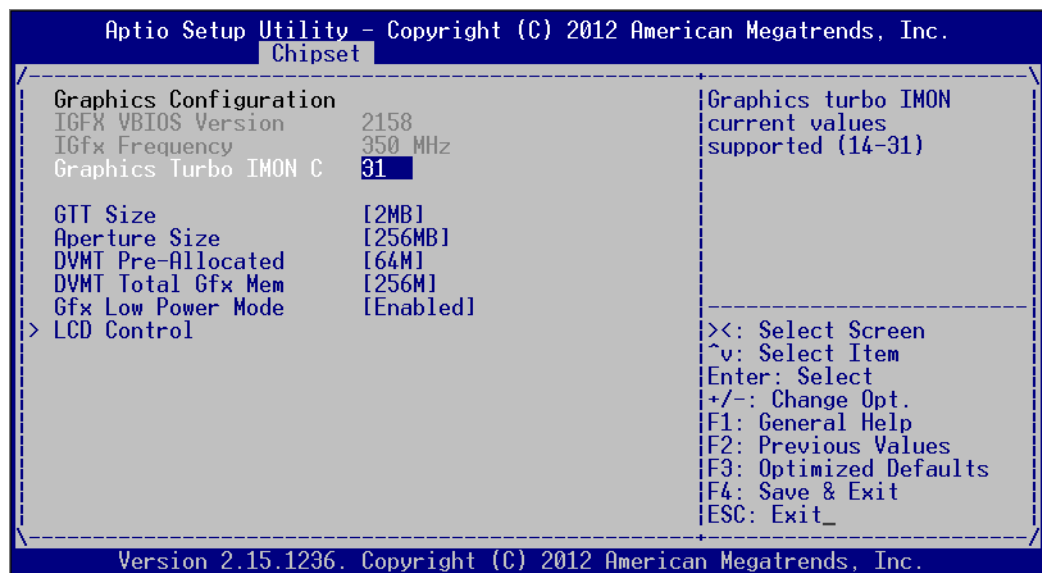 Aptio Setup Utility - Copyright (C) 2012 American Megatrends, Inc.
Chipset
Graphics Configuration
IGFX VBIOS Version 2158
IGfx Frequency 350 MHz
Graphics Turbo IMON C 31
GTT Size [2MB]
Aperture Size [256MB]
DVMT Pre-Allocated [64M]
DVMT Total Gfx Mem [256M]
Gfx Low Power Mode [Enabled]
> LCD Control
Graphics turbo IMON
current values
supported (14-31)
><: Select Screen
^v: Select Item
Enter: Select
+/-: Change Opt.
F1: General Help
F2: Previous Values
F3: Optimized Defaults
F4: Save & Exit
ESC: Exit_
Version 2.15.1236. Copyright (C) 2012 American Megatrends, Inc.